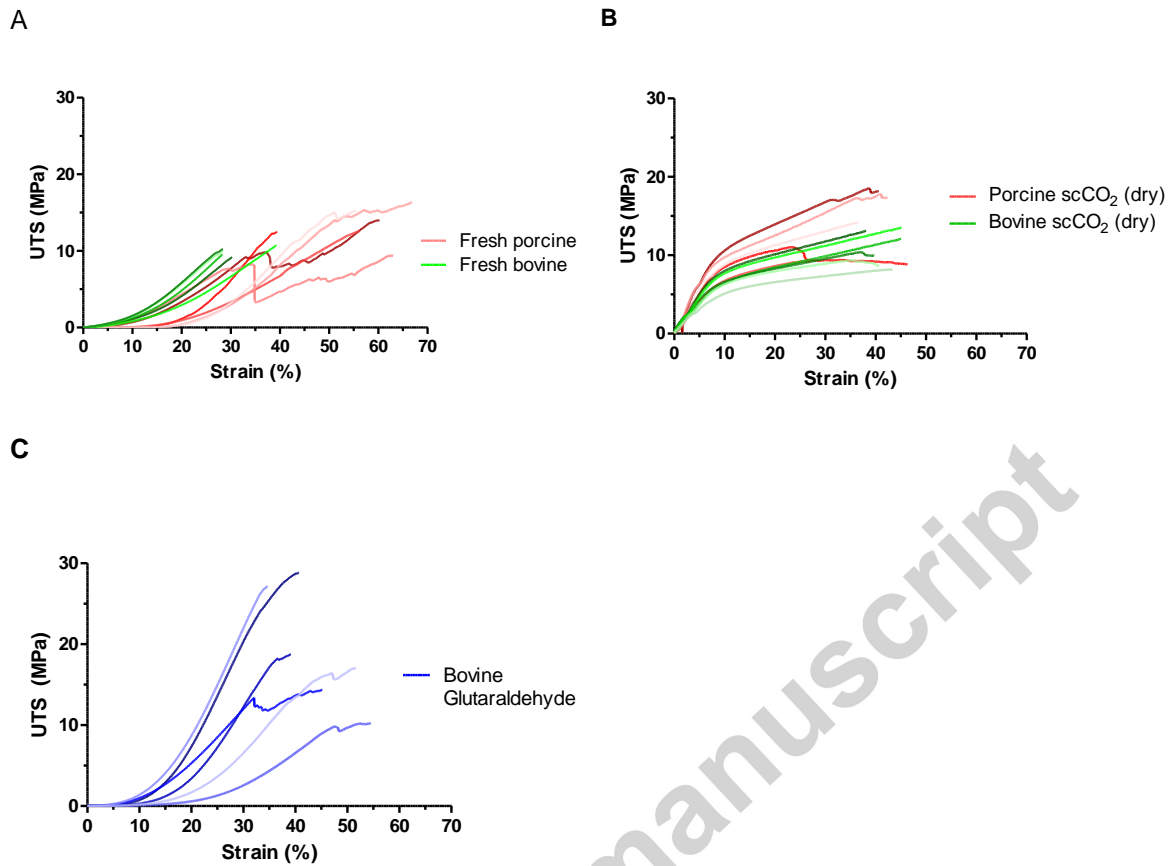 A
B
30
20
10
0
UTS (MPa)
0 10 20 30 40 50 60 70
Strain (%)
Fresh porcine
Fresh bovine
30
20
10
0
UTS (MPa)
0 10 20 30 40 50 60 70
Strain (%)
Porcine scCO₂ (dry)
Bovine scCO₂ (dry)
C
30
20
10
0
UTS (MPa)
0 10 20 30 40 50 60 70
Strain (%)
Bovine
Glutaraldehyde
manuscript